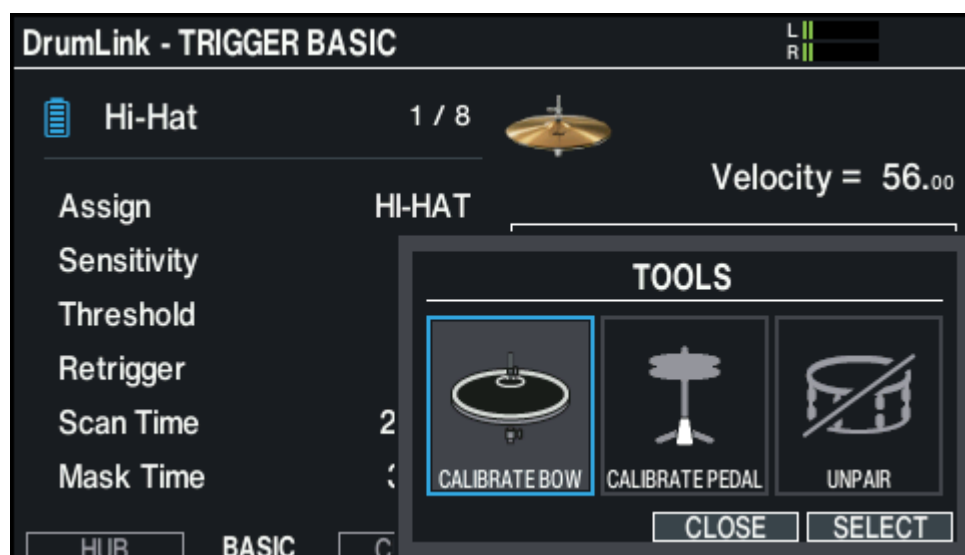 DrumLink - TRIGGER BASIC
L
R
Hi-Hat 1 / 8
Velocity = 56.00
Assign HI-HAT
Sensitivity
TOOLS
Threshold
Retrigger
Scan Time 2
Mask Time
CALIBRATE BOW CALIBRATE PEDAL UNPAIR
CLOSE SELECT
HUB BASIC C